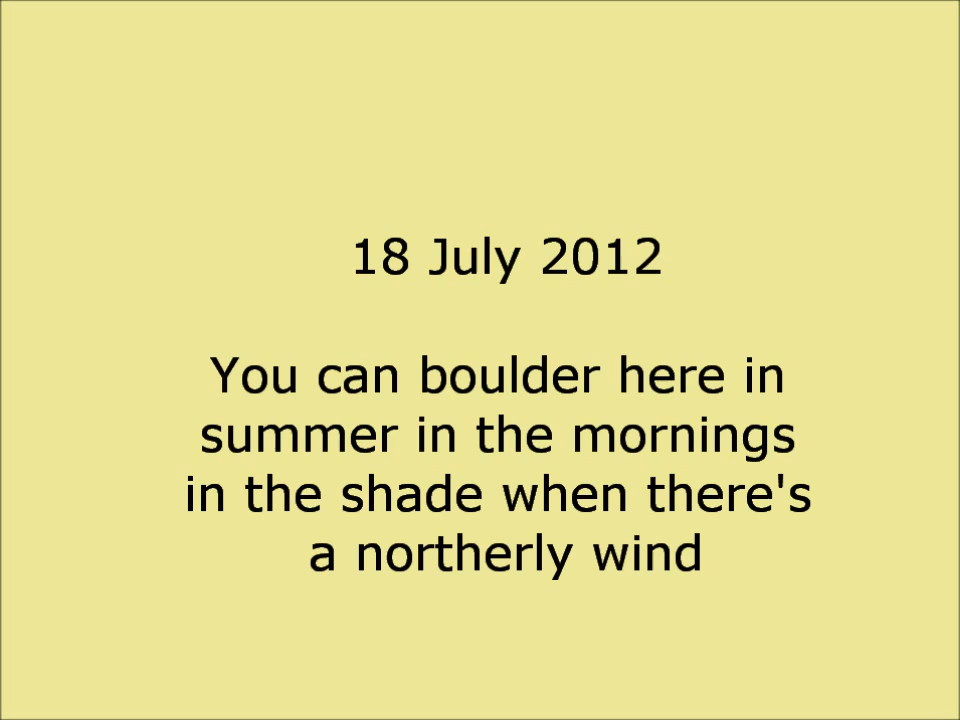 18 July 2012
You can boulder here in
summer in the mornings
in the shade when there's
a northerly wind